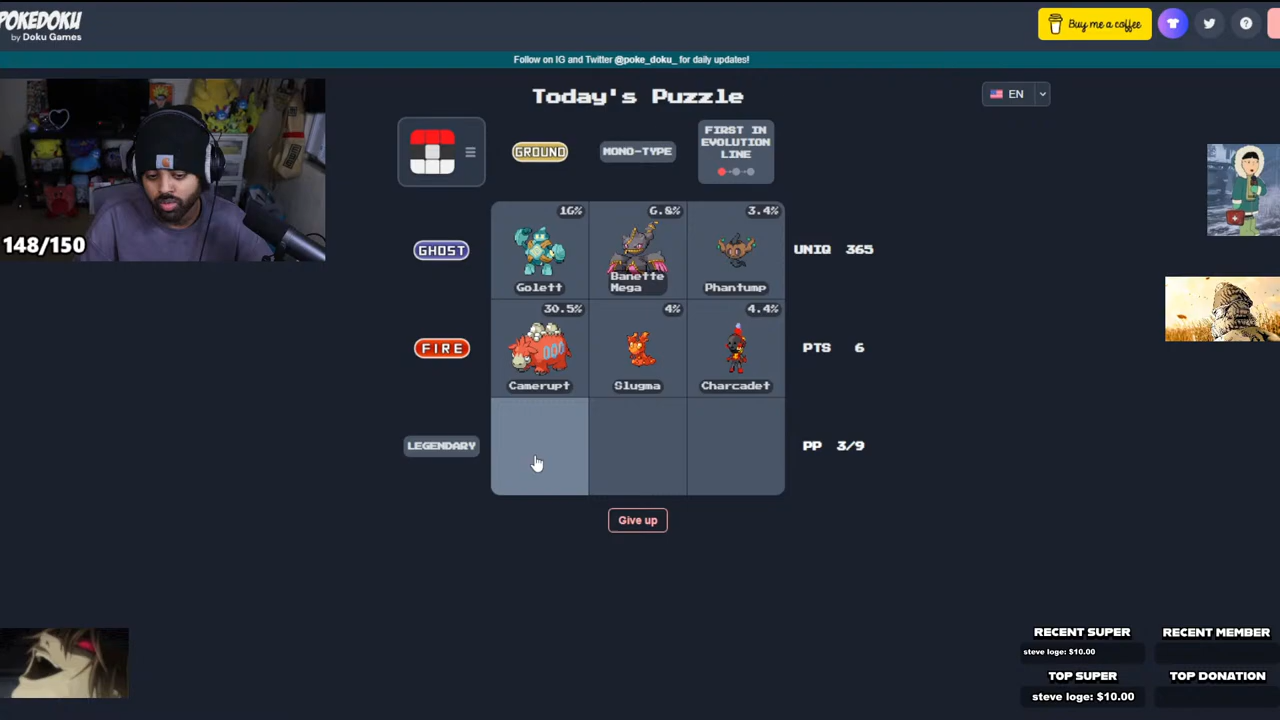 POKEDOKU
by Doku Games
Buy me a coffee
?
Follow on IG and Twitter @poke_doku_ for daily updates!
Today's Puzzle
EN
GROUND
MONO-TYPE
FIRST IN
EVOLUTION
LINE
148/150
GHOST
16%
Golett
6.8%
Banette
Mega
3.4%
Phantump
UNIQ 365
FIRE
30.5%
Camerupt
4%
Slugma
4.4%
Charcadet
PTS 6
LEGENDARY
PP 3/9
Give up
RECENT SUPER
steve loge: $10.00
RECENT MEMBER
TOP SUPER
steve loge: $10.00
TOP DONATION